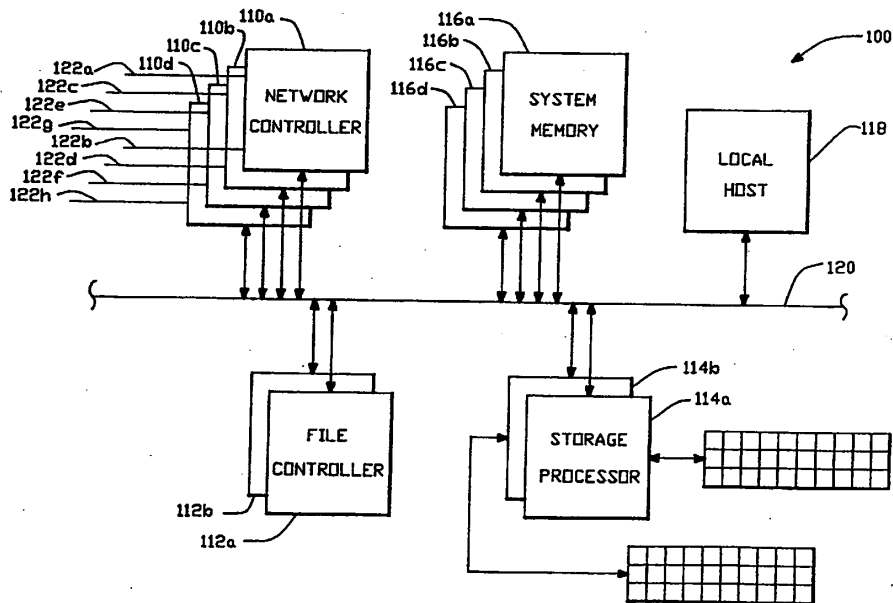 110a
110b
110c
110d
122a
122c
122e
122g
122b
122d
122f
122h
NETWORK
CONTROLLER
116a
116b
116c
116d
SYSTEM
MEMORY
100
118
LOCAL
HOST
120
FILE
CONTROLLER
112b
112a
114b
114a
STORAGE
PROCESSOR